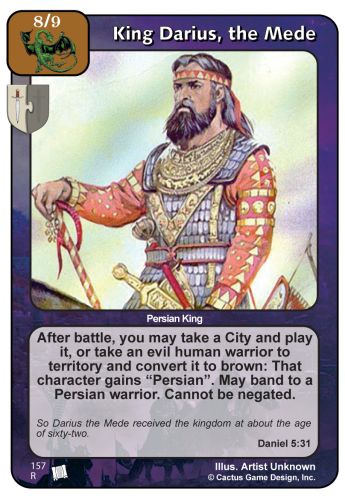 8/9
King Darius, the Mede
Persian King
After battle, you may take a City and play
it, or take an evil human warrior to
territory and convert it to brown: That
character gains “Persian”. May band to a
Persian warrior. Cannot be negated.
So Darius the Mede received the kingdom at about the age
of sixty-two.
Daniel 5:31
157
R
Illus. Artist Unknown
© Cactus Game Design, Inc.